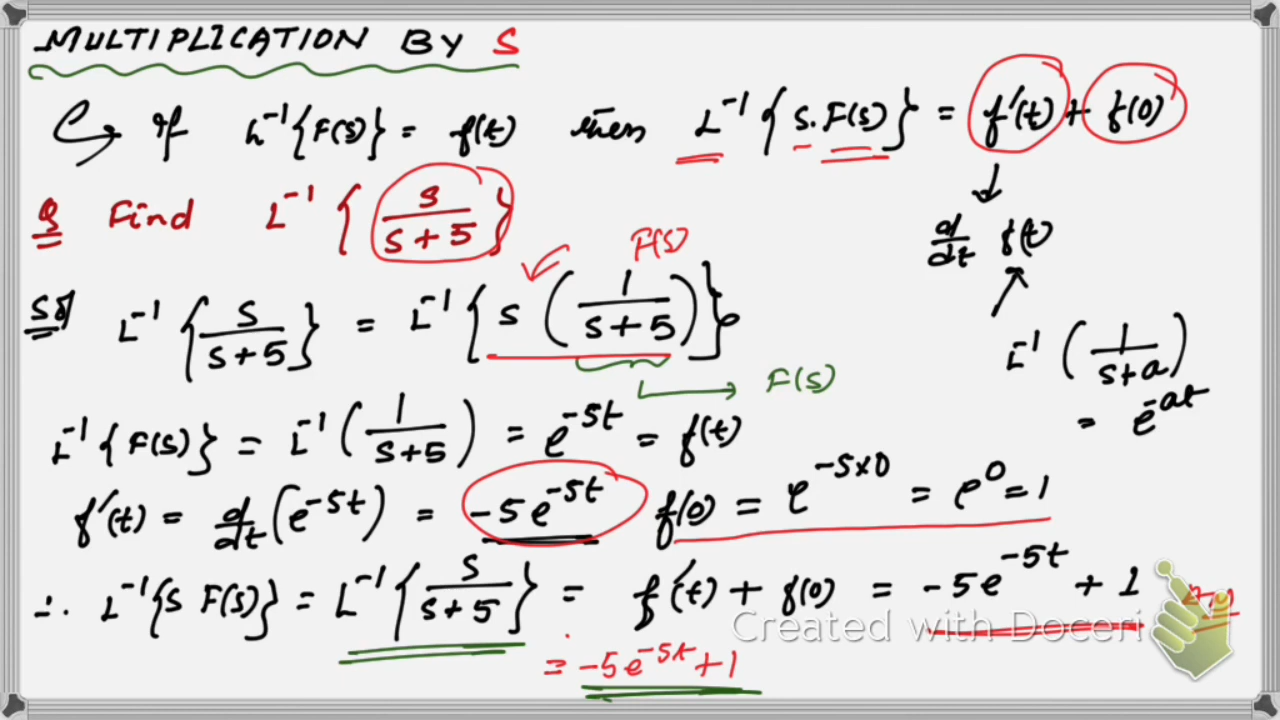 MULTIPLICATION BY S
If L⁻¹{F(s)} = f(t) then L⁻¹{s.F(s)} = f'(t) + f(0)
d/dt f(t)
Q Find L⁻¹{s/(s+5)}
Sol L⁻¹{s/(s+5)} = L⁻¹{s(1/(s+5))}
F(s)
F(s)
L⁻¹(1/(s+a))
= e^(-at)
L⁻¹{F(s)} = L⁻¹(1/(s+5)) = e^(-5t) = f(t)
f'(t) = d/dt(e^(-5t)) = -5e^(-5t) f(0) = e^(-5×0) = e⁰ = 1
∴ L⁻¹{s F(s)} = L⁻¹{s/(s+5)} = f'(t) + f(0) = -5e^(-5t) + 1
= -5e^(-5t) + 1
Created with Doceri